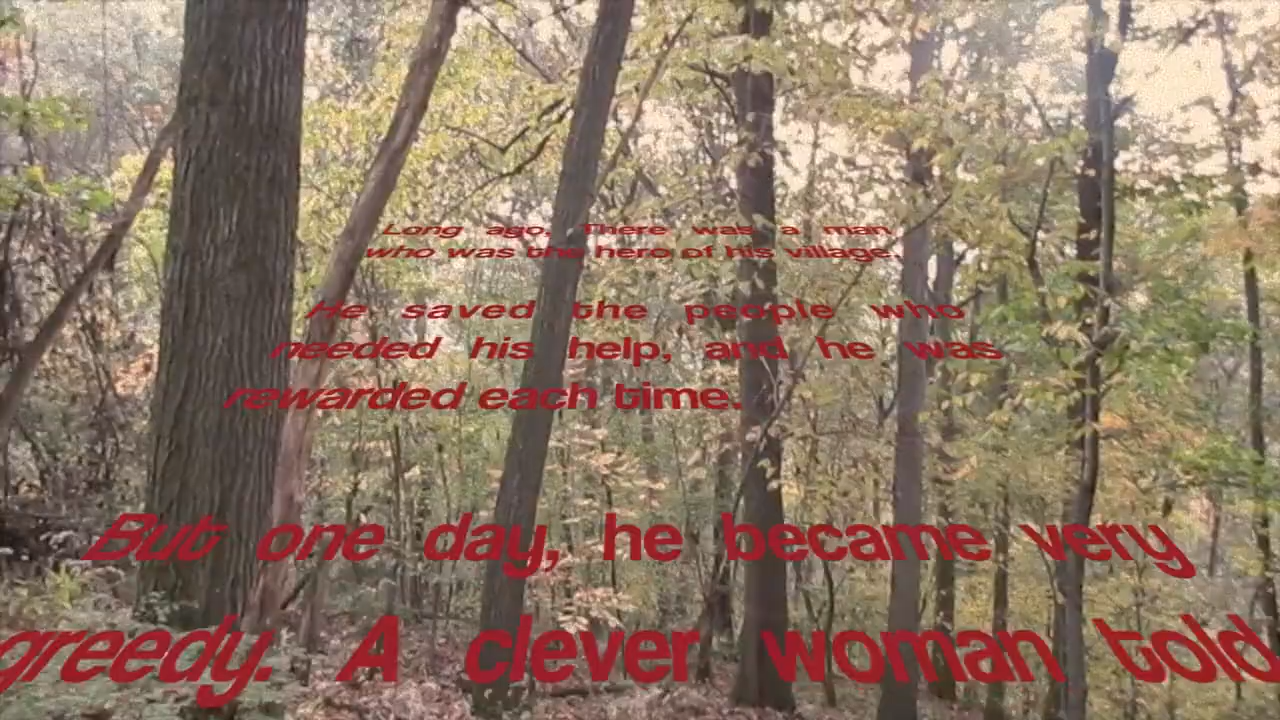 Long ago, There was a man
who was the hero of his village.
He saved the people who
needed his help, and he was
rewarded each time.
But one day, he became very
greedy. A clever woman told